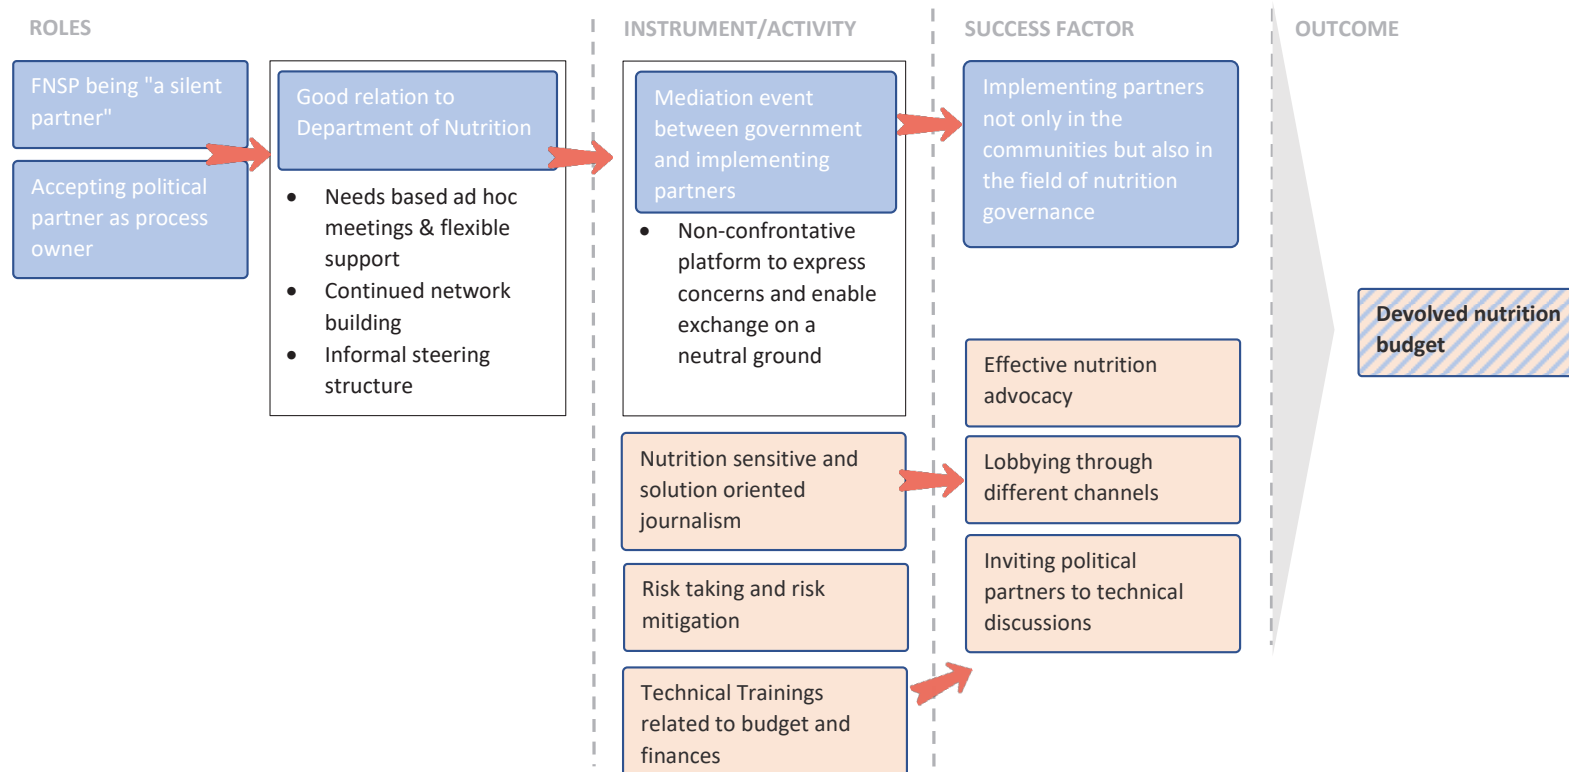 ROLES
INSTRUMENT/ACTIVITY
SUCCESS FACTOR
OUTCOME
FNSP being "a silent
partner"
Accepting political
partner as process
owner
Good relation to
Department of Nutrition
• Needs based ad hoc
meetings & flexible
support
• Continued network
building
• Informal steering
structure
Mediation event
between government
and implementing
partners
• Non-confrontative
platform to express
concerns and enable
exchange on a
neutral ground
Nutrition sensitive and
solution oriented
journalism
Risk taking and risk
mitigation
Technical Trainings
related to budget and
finances
Implementing partners
not only in the
communities but also in
the field of nutrition
governance
Effective nutrition
advocacy
Lobbying through
different channels
Inviting political
partners to technical
discussions
Devolved nutrition
budget